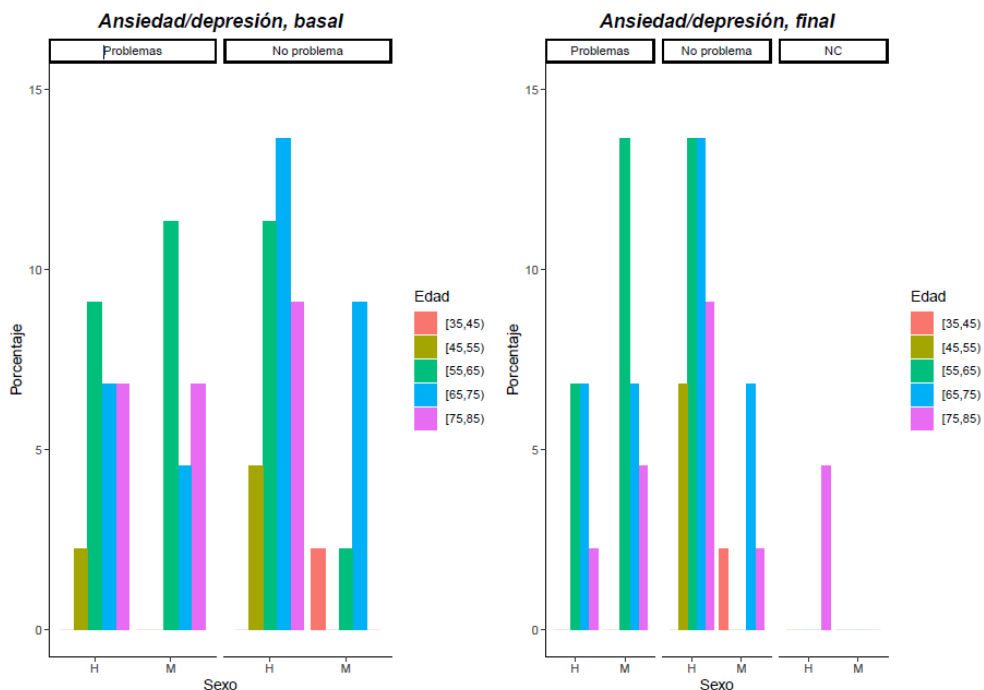 Ansiedad/depresión, basal
Problemas
No problema
15
10
5
0
Porcentaje
H
M
H
M
Sexo
Edad
[35,45)
[45,55)
[55,65)
[65,75)
[75,85)
Ansiedad/depresión, final
Problemas
No problema
NC
15
10
5
0
Porcentaje
H
M
H
M
H
M
Sexo
Edad
[35,45)
[45,55)
[55,65)
[65,75)
[75,85)